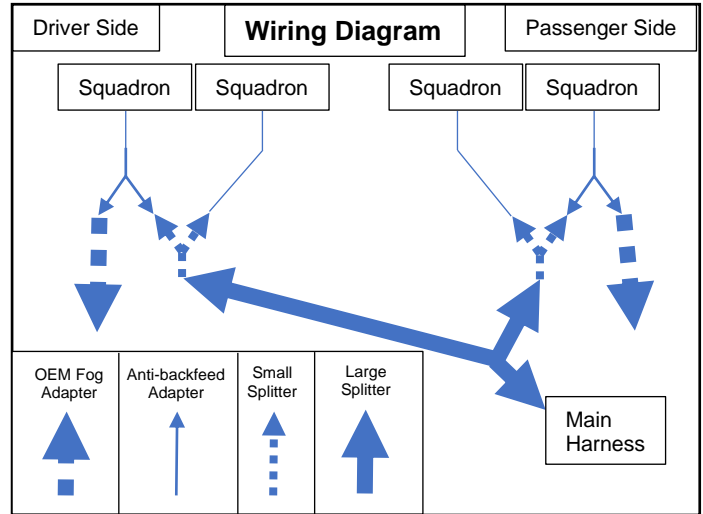 Driver Side
Wiring Diagram
Passenger Side
Squadron
Squadron
Squadron
Squadron
OEM Fog
Adapter
Anti-backfeed
Adapter
Small
Splitter
Large
Splitter
Main
Harness